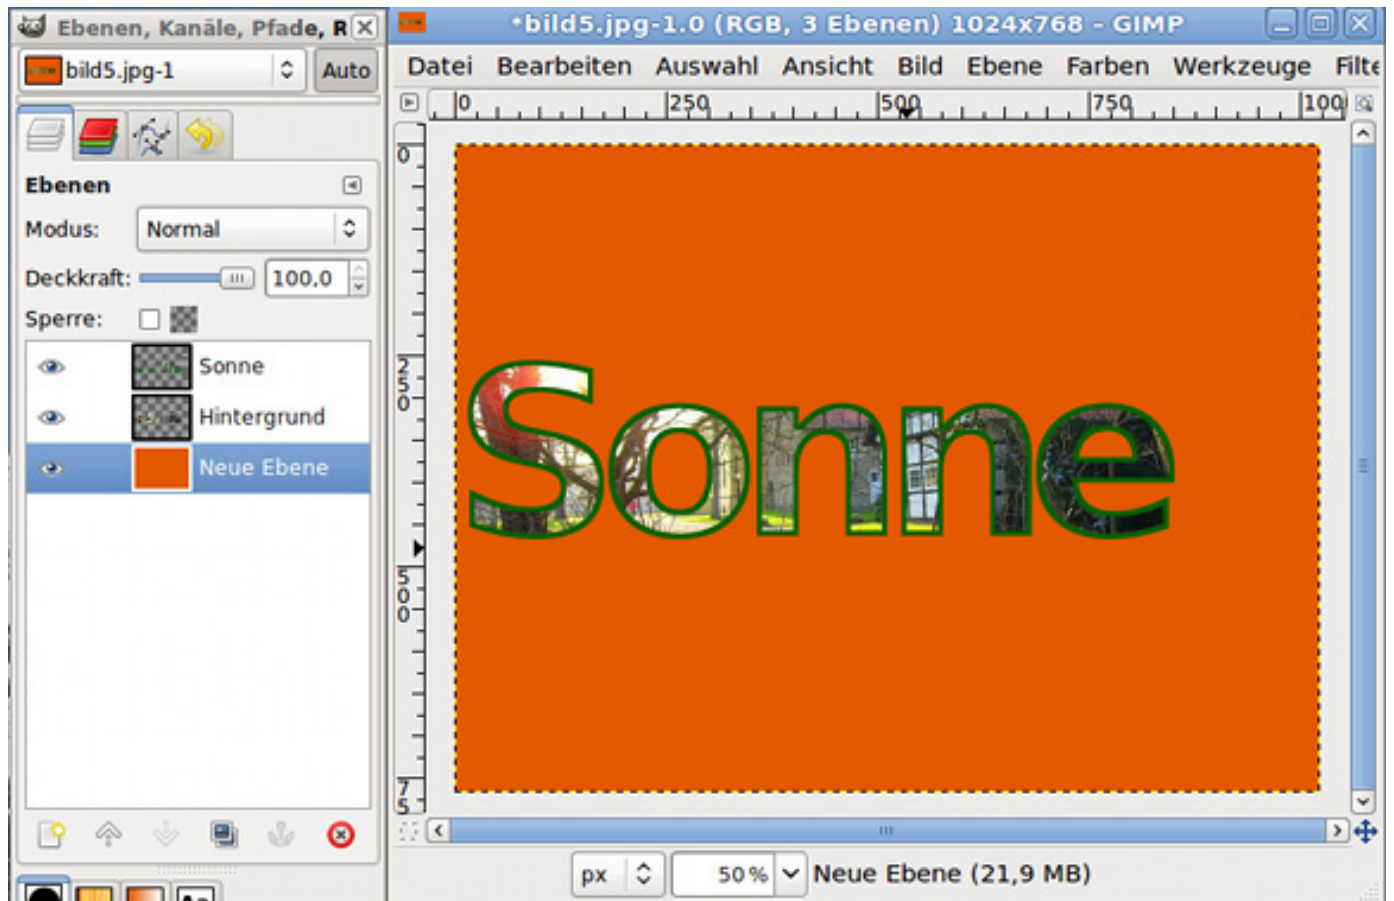 Ebenen, Kanäle, Pfade, R
bild5.jpg-1
Auto
Ebenen
Modus: Normal
Deckkraft: 100,0
Sperre:
Sonne
Hintergrund
Neue Ebene
*bild5.jpg-1.0 (RGB, 3 Ebenen) 1024x768 – GIMP
Datei Bearbeiten Auswahl Ansicht Bild Ebene Farben Werkzeuge Filte
0 250 500 750 100
0
250
500
75
Sonne
px 50 % Neue Ebene (21,9 MB)